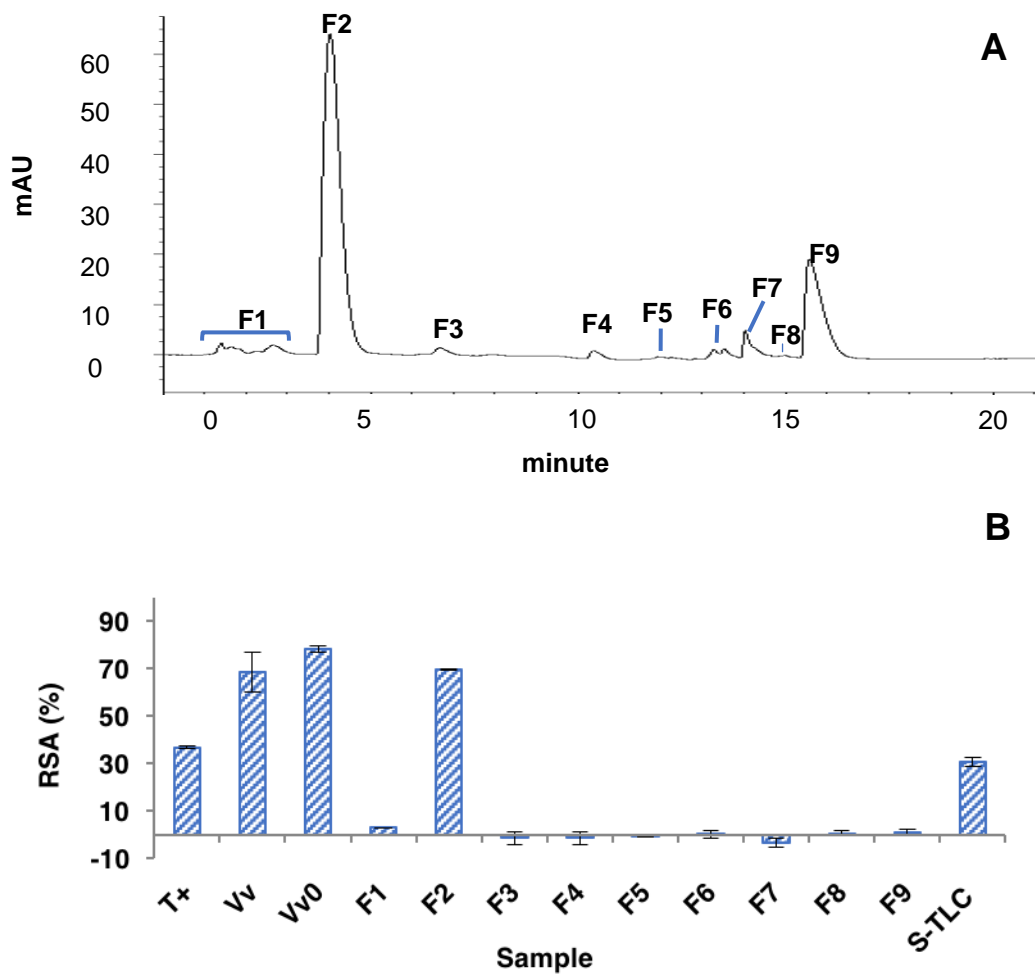 A
F2
60
50
40
30
20
10
0
mAU
F1
F3
F4
F5
F6
F7
F8
F9
0 5 10 15 20
minute
B
90
70
50
30
10
-10
RSA (%)
T+ Vv Vv0 F1 F2 F3 F4 F5 F6 F7 F8 F9 S-TLC
Sample